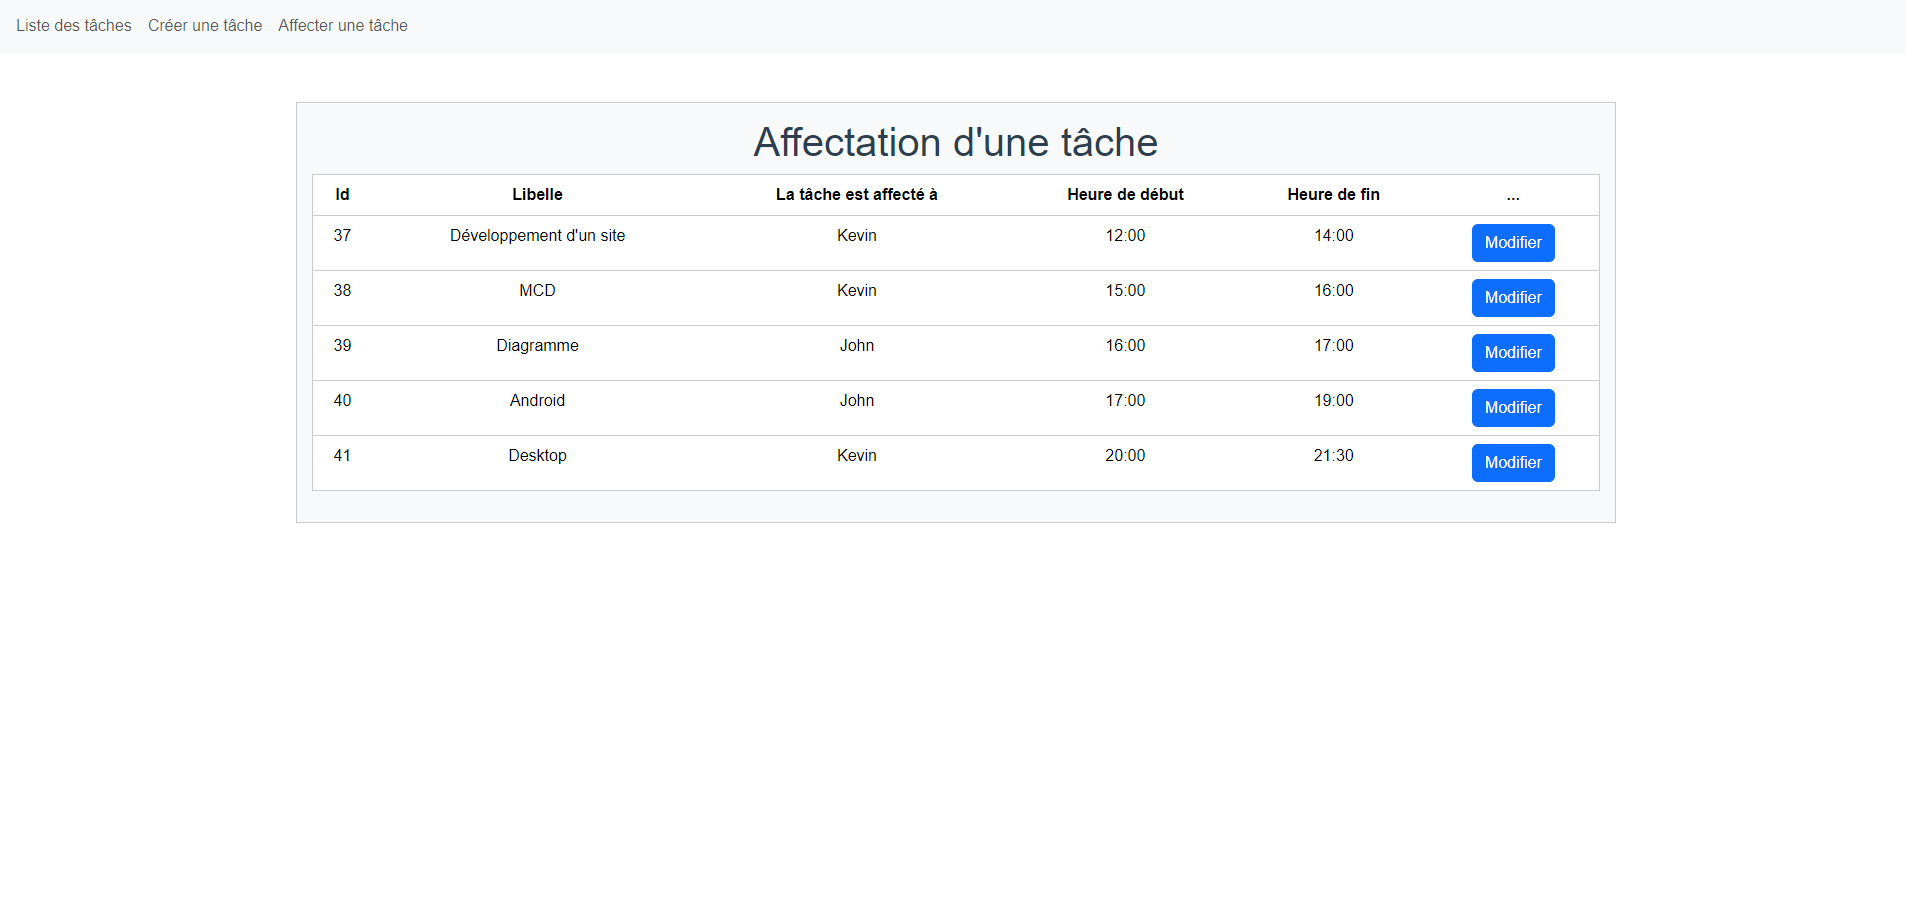 Liste des tâches Créer une tâche Affecter une tâche
Affectation d'une tâche
Id Libelle La tâche est affecté à Heure de début Heure de fin ...
37 Développement d'un site Kevin 12:00 14:00 Modifier
38 MCD Kevin 15:00 16:00 Modifier
39 Diagramme John 16:00 17:00 Modifier
40 Android John 17:00 19:00 Modifier
41 Desktop Kevin 20:00 21:30 Modifier